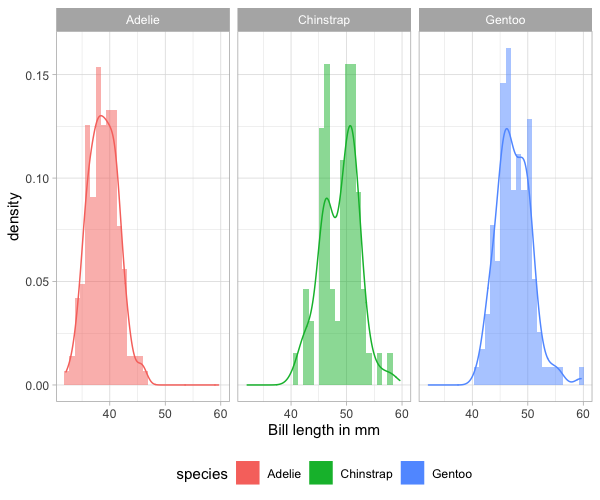 Adelie Chinstrap Gentoo
density
0.15
0.10
0.05
0.00
40 50 60 40 50 60 40 50 60
Bill length in mm
species Adelie Chinstrap Gentoo